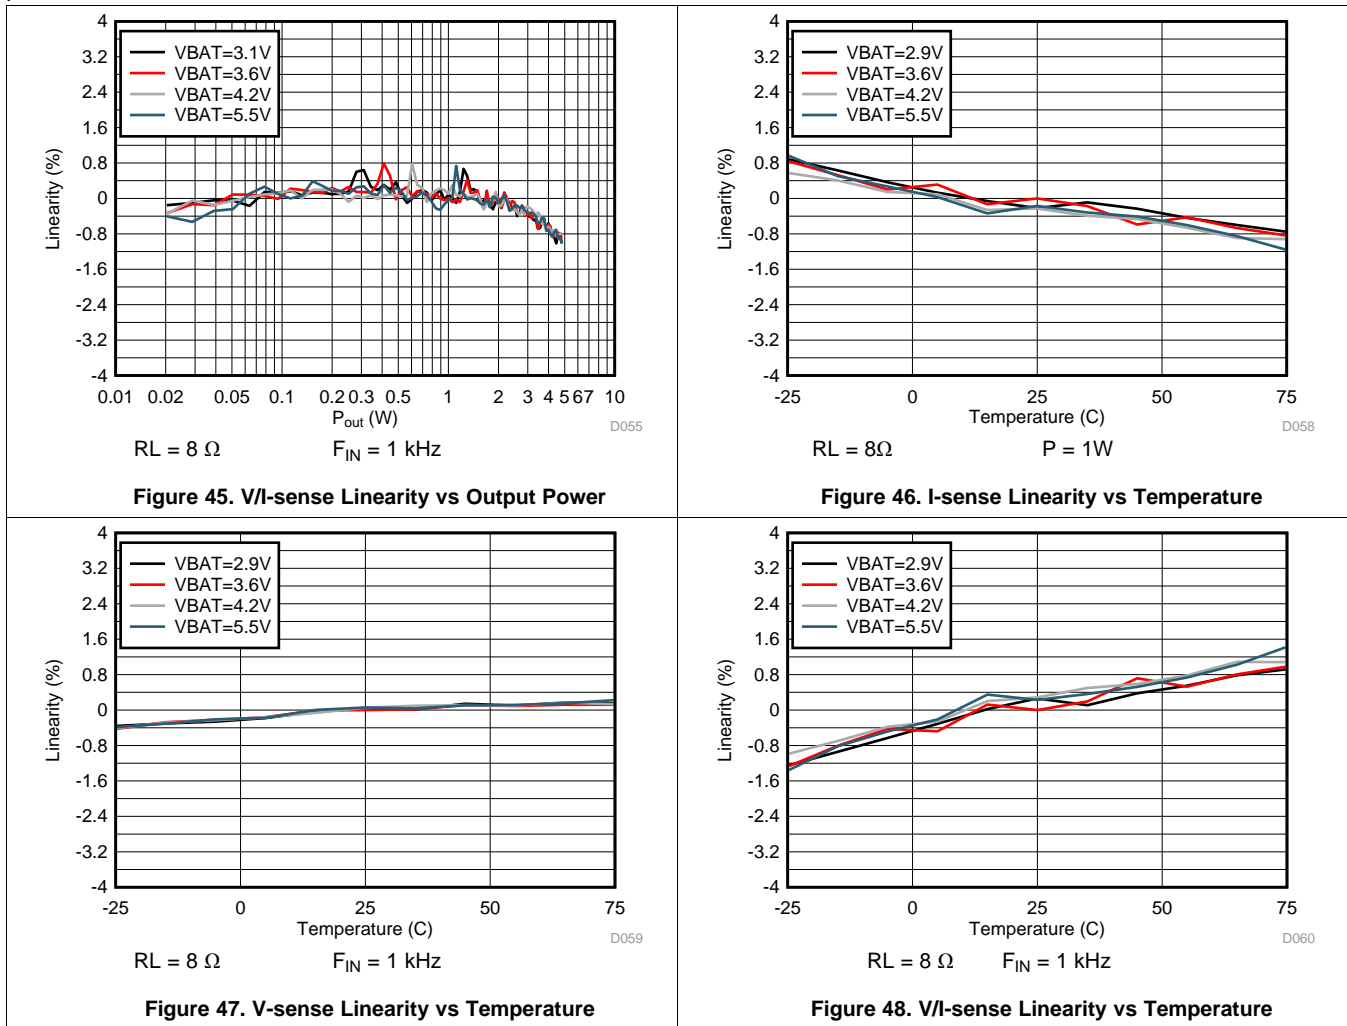 4
3.2
2.4
1.6
0.8
0
-0.8
-1.6
-2.4
-3.2
-4
Linearity (%)
VBAT=3.1V
VBAT=3.6V
VBAT=4.2V
VBAT=5.5V
0.01 0.02 0.05 0.1 0.2 0.3 0.5 1 2 3 4 5 6 7 10
Pout (W)
D055
RL = 8 Ω FIN = 1 kHz
Figure 45. V/I-sense Linearity vs Output Power
4
3.2
2.4
1.6
0.8
0
-0.8
-1.6
-2.4
-3.2
-4
Linearity (%)
VBAT=2.9V
VBAT=3.6V
VBAT=4.2V
VBAT=5.5V
-25 0 25 50 75
Temperature (C)
D058
RL = 8Ω P = 1W
Figure 46. I-sense Linearity vs Temperature
4
3.2
2.4
1.6
0.8
0
-0.8
-1.6
-2.4
-3.2
-4
Linearity (%)
VBAT=2.9V
VBAT=3.6V
VBAT=4.2V
VBAT=5.5V
-25 0 25 50 75
Temperature (C)
D059
RL = 8 Ω FIN = 1 kHz
Figure 47. V-sense Linearity vs Temperature
4
3.2
2.4
1.6
0.8
0
-0.8
-1.6
-2.4
-3.2
-4
Linearity (%)
VBAT=2.9V
VBAT=3.6V
VBAT=4.2V
VBAT=5.5V
-25 0 25 50 75
Temperature (C)
D060
RL = 8 Ω FIN = 1 kHz
Figure 48. V/I-sense Linearity vs Temperature